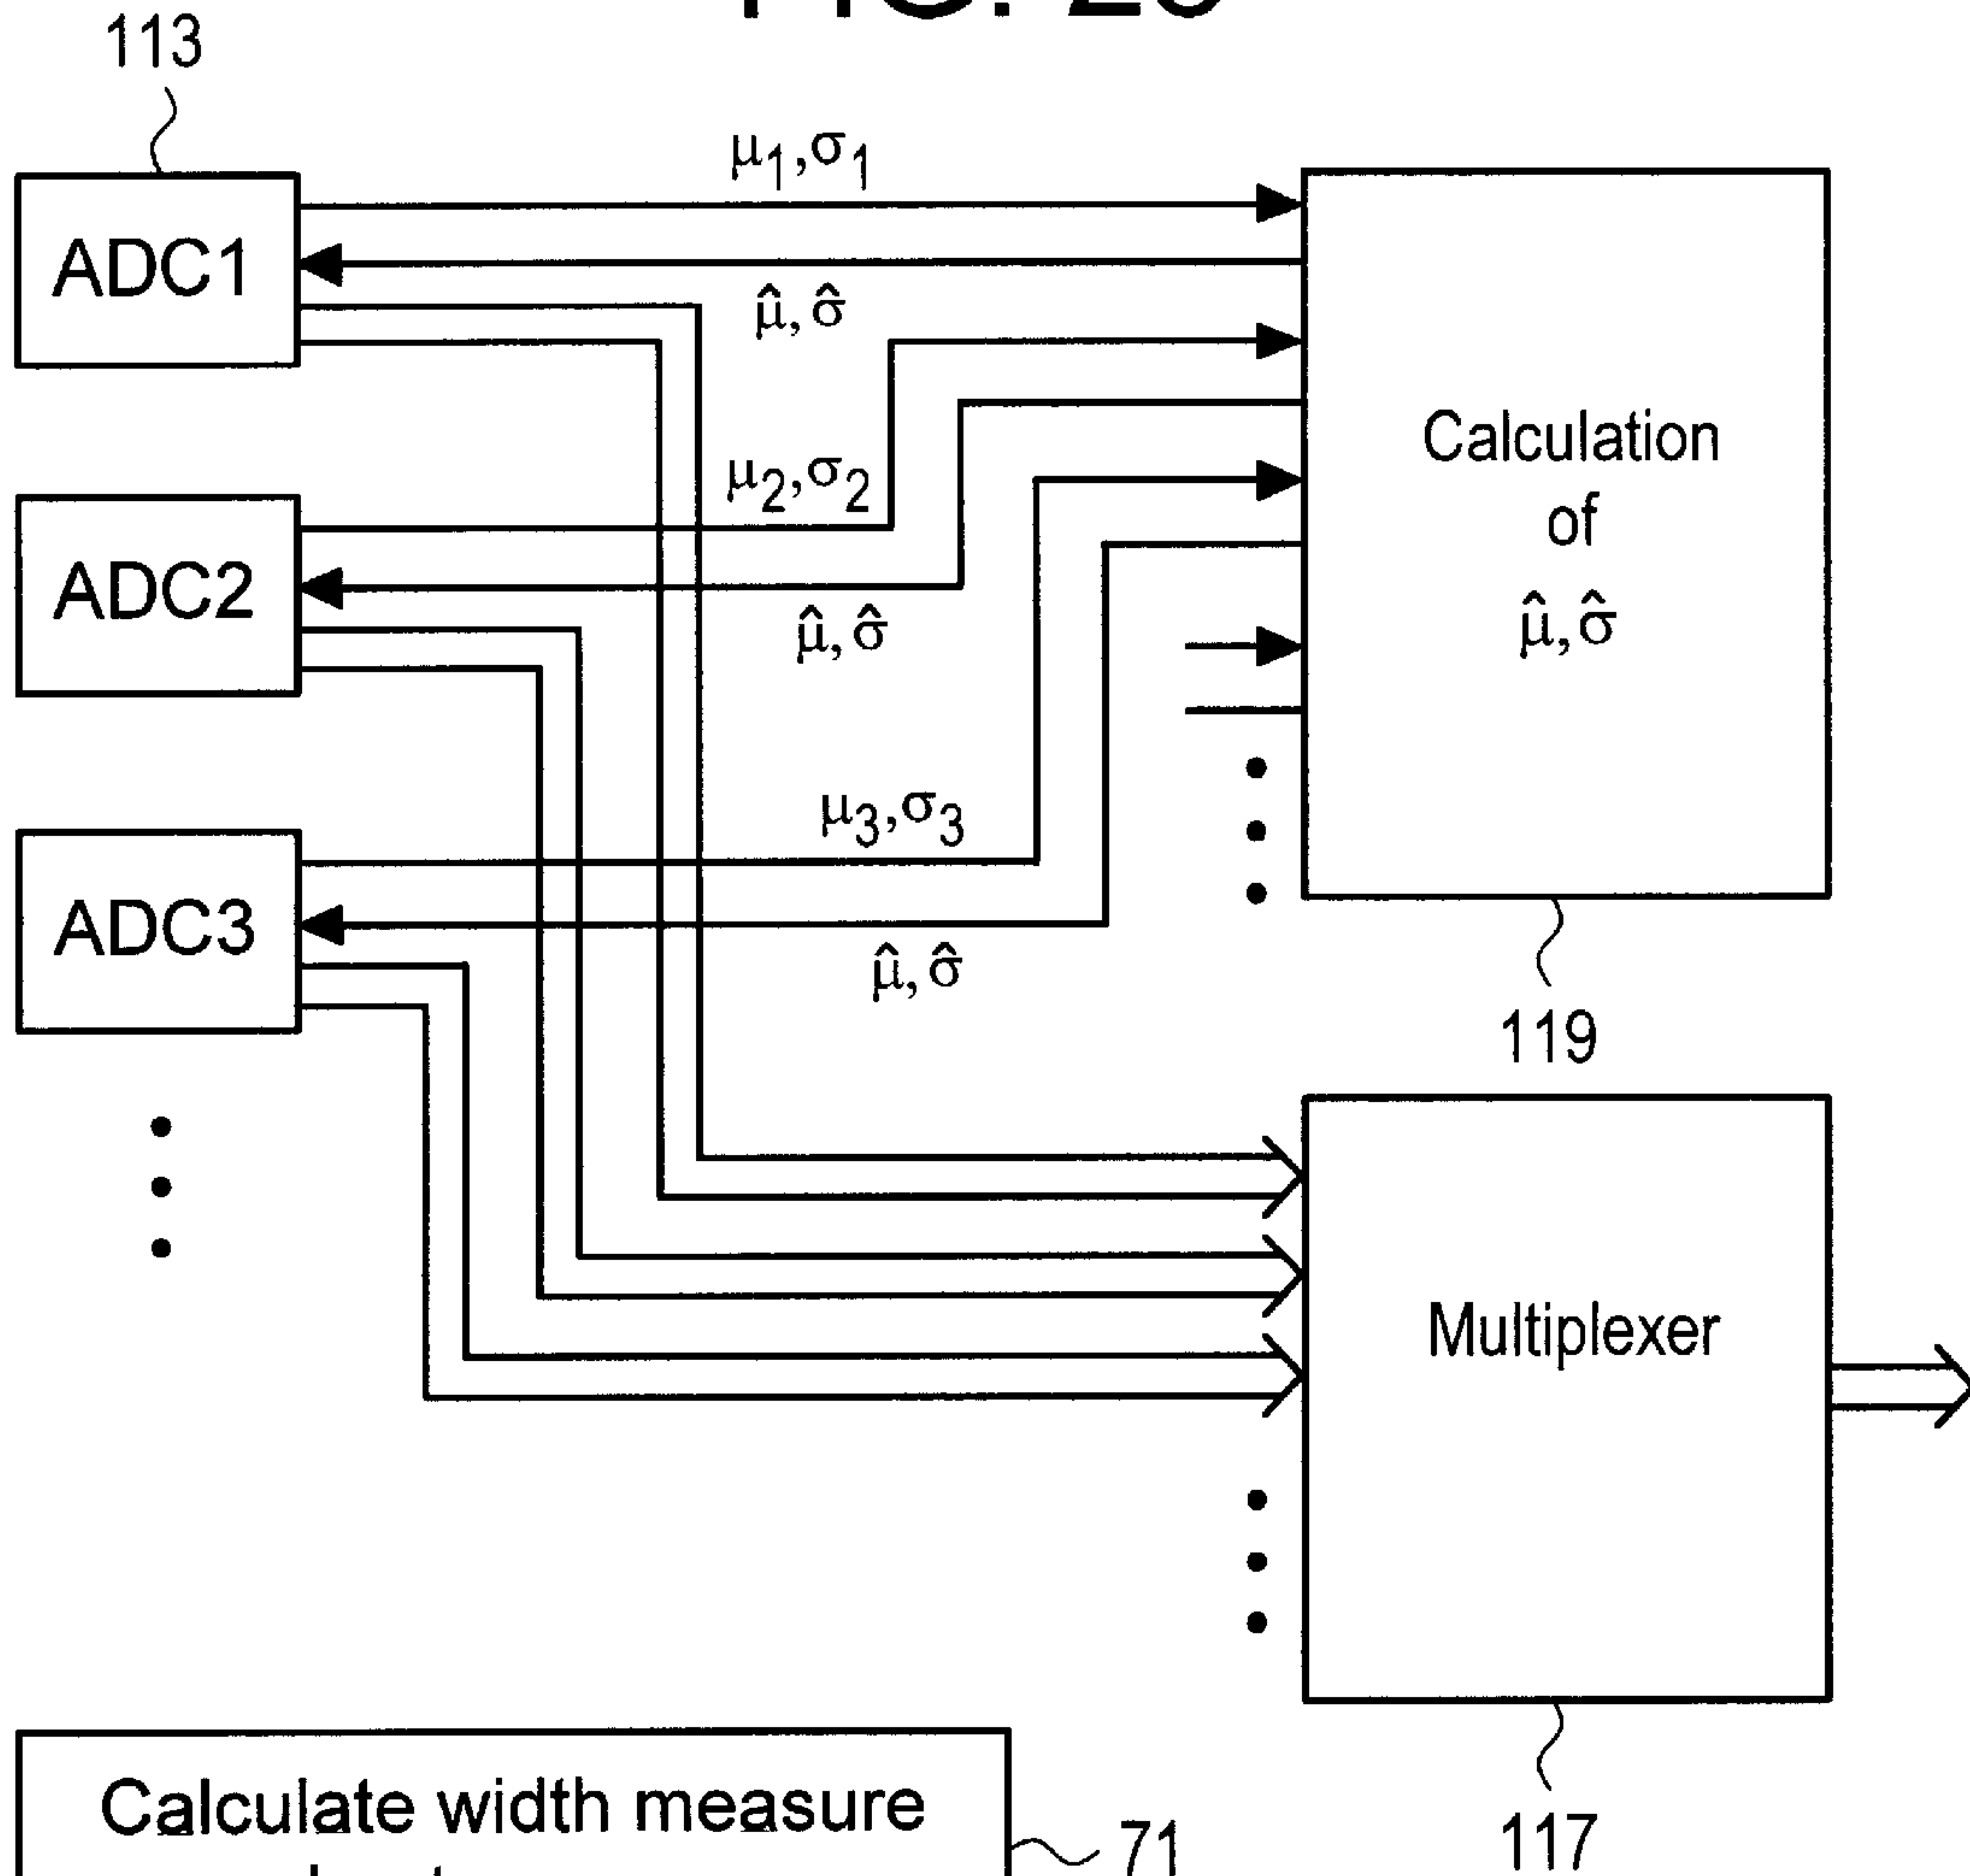 113
μ1,σ1
ADC1
μ̂,σ̂
Calculation
of
μ̂,σ̂
μ2,σ2
ADC2
μ̂,σ̂
μ3,σ3
ADC3
μ̂,σ̂
119
Multiplexer
117
Calculate width measure
71